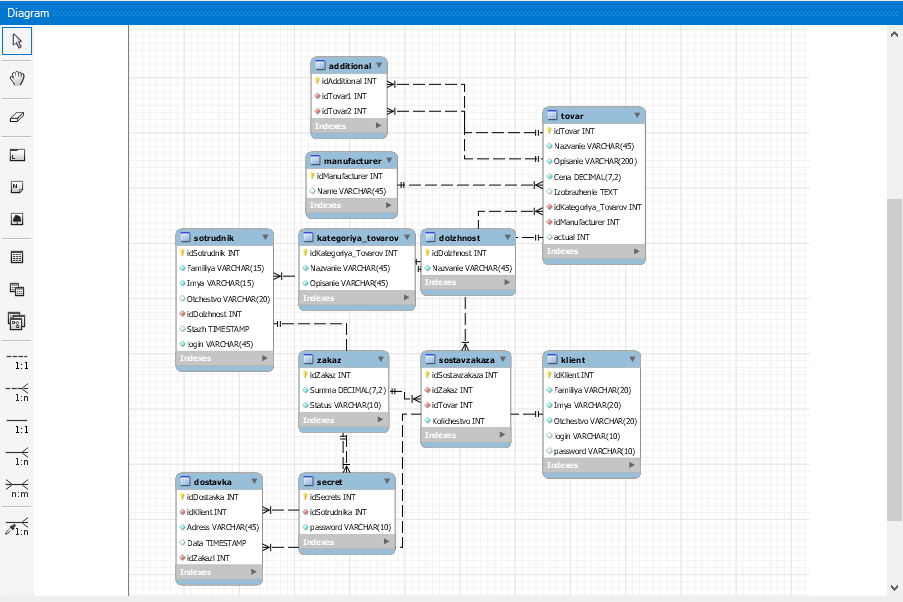 Diagram
additional
idAdditional INT
idTovar1 INT
idTovar2 INT
Indexes
tovar
idTovar INT
Nazvanie VARCHAR(45)
Opisanie VARCHAR(200)
Cena DECIMAL(7,2)
Izobrazhenie TEXT
idKategoriya_Tovarov INT
idManufacturer INT
actual INT
Indexes
manufacturer
idManufacturer INT
Name VARCHAR(45)
Indexes
sotrudnik
idSotrudnik INT
Familiya VARCHAR(15)
Imya VARCHAR(15)
Otchestvo VARCHAR(20)
idDolzhnost INT
Stazh TIMESTAMP
login VARCHAR(45)
Indexes
kategoriya_tovarov
idKategoriya_Tovarov INT
Nazvanie VARCHAR(45)
Opisanie VARCHAR(45)
Indexes
dolzhnost
idDolzhnost INT
Nazvanie VARCHAR(45)
Indexes
zakaz
idZakaz INT
Summa DECIMAL(7,2)
Status VARCHAR(10)
Indexes
sostavzakaza
idSostavzakaza INT
idZakaz INT
idTovar INT
Kolichestvo INT
Indexes
klient
idKlient INT
Familiya VARCHAR(20)
Imya VARCHAR(20)
Otchestvo VARCHAR(20)
login VARCHAR(10)
password VARCHAR(10)
Indexes
dostavka
idDostavka INT
idKlient INT
Adress VARCHAR(45)
Data TIMESTAMP
idZakazl INT
Indexes
secret
idSecrets INT
idSotrudnika INT
password VARCHAR(10)
Indexes
1:1
1:n
1:1
1:n
n:m
1:n